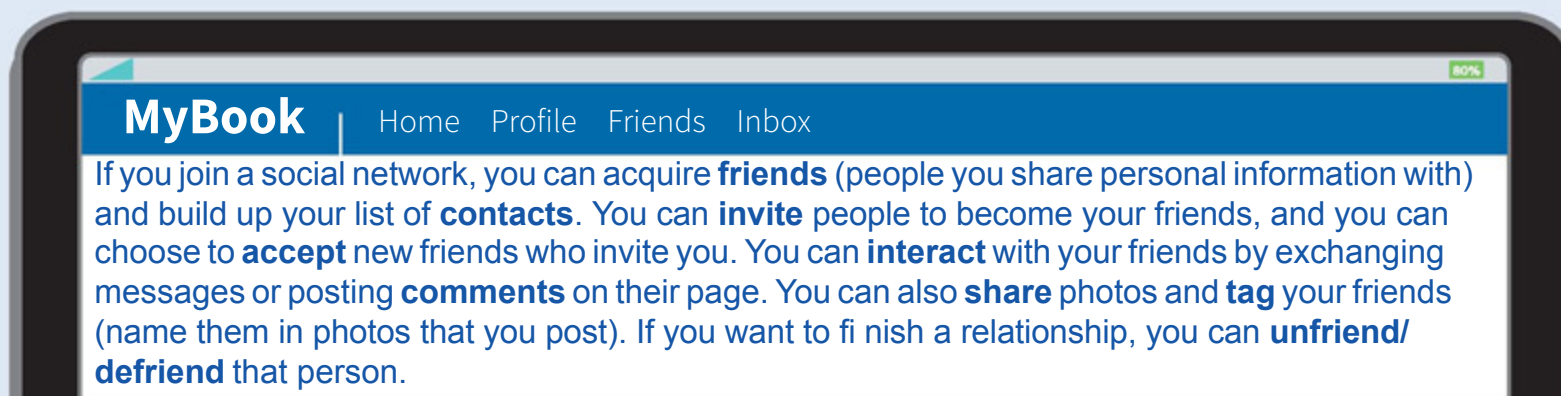 80%
MyBook Home Profile Friends Inbox
If you join a social network, you can acquire friends (people you share personal information with)
and build up your list of contacts. You can invite people to become your friends, and you can
choose to accept new friends who invite you. You can interact with your friends by exchanging
messages or posting comments on their page. You can also share photos and tag your friends
(name them in photos that you post). If you want to fi nish a relationship, you can unfriend/
defriend that person.